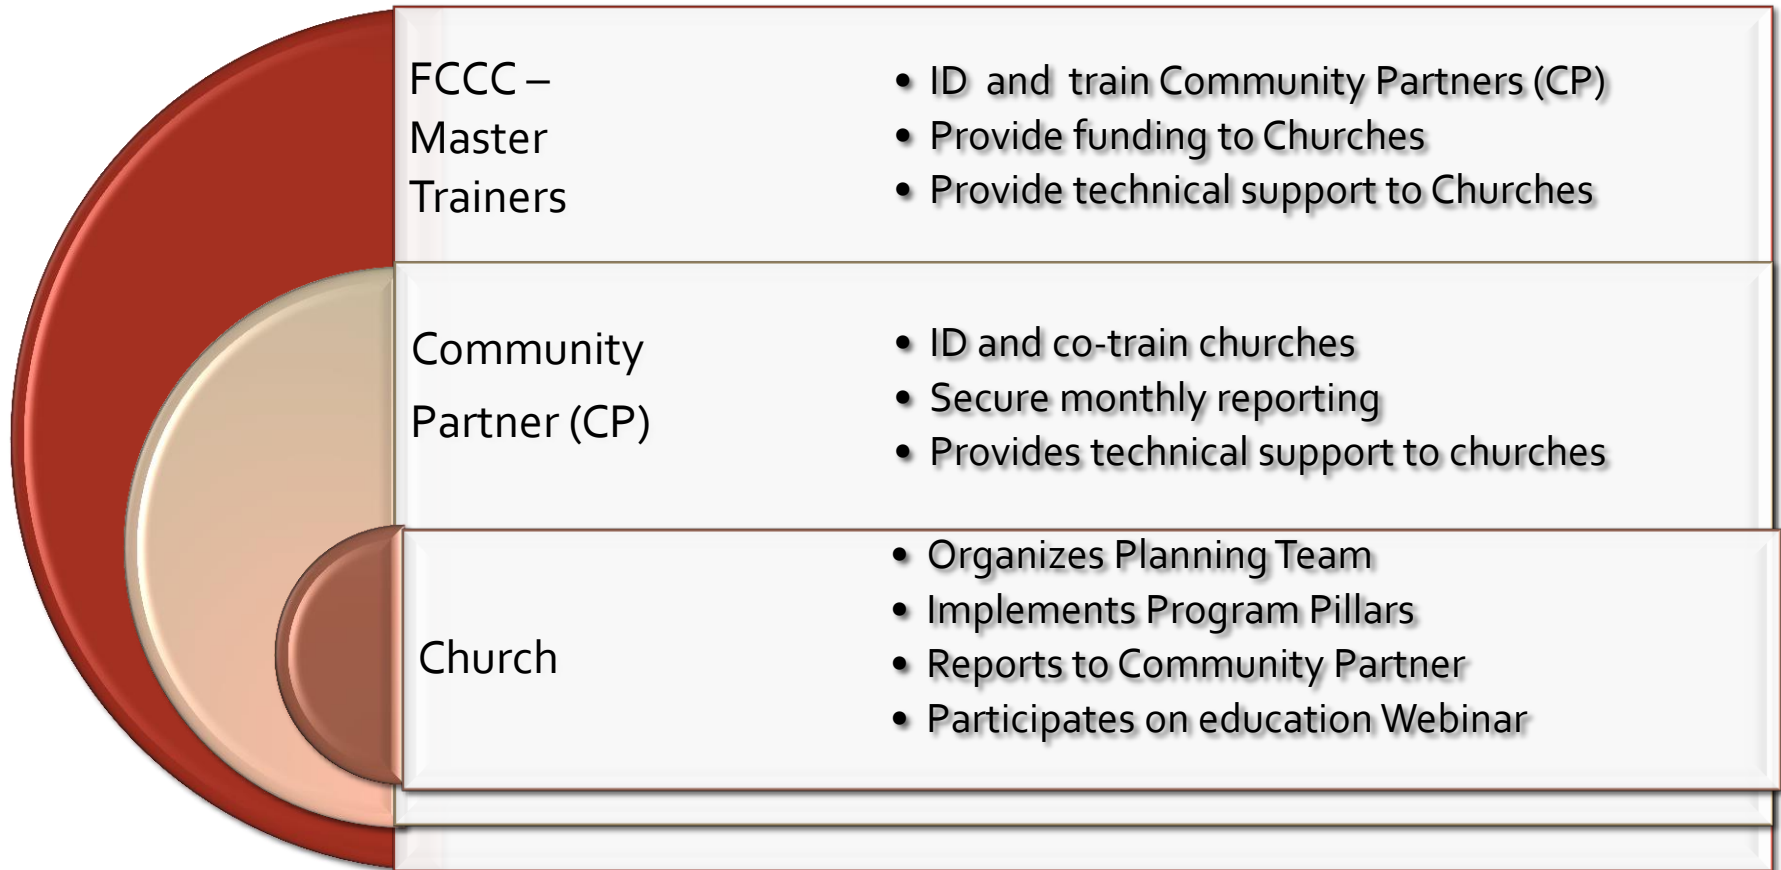 FCCC –
Master
Trainers
• ID and train Community Partners (CP)
• Provide funding to Churches
• Provide technical support to Churches
Community
Partner (CP)
• ID and co-train churches
• Secure monthly reporting
• Provides technical support to churches
Church
• Organizes Planning Team
• Implements Program Pillars
• Reports to Community Partner
• Participates on education Webinar